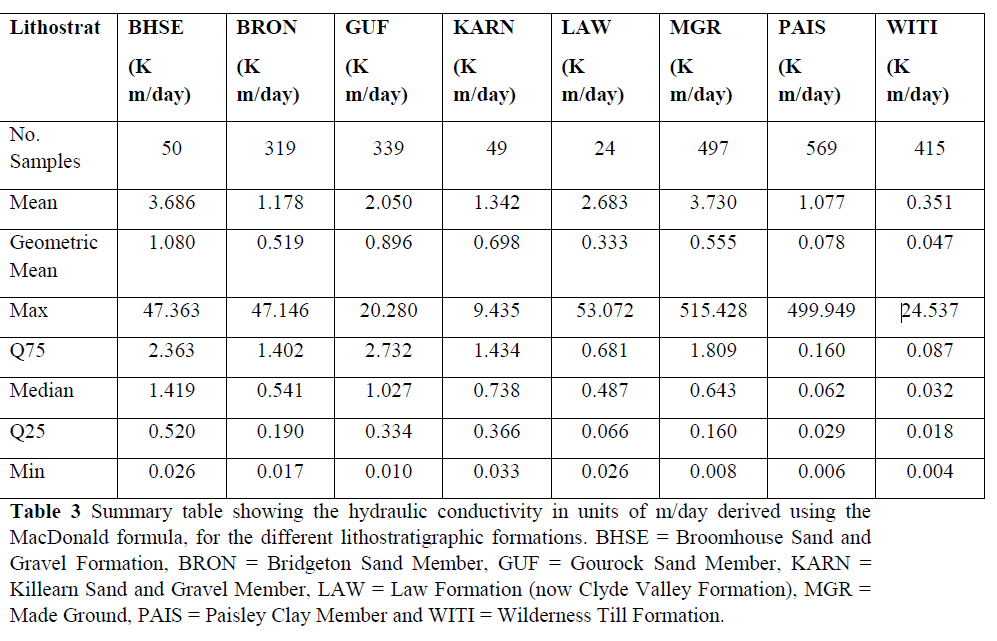 Lithostrat BHSE BRON GUF KARN LAW MGR PAIS WITI
(K (K (K (K (K (K (K (K
m/day) m/day) m/day) m/day) m/day) m/day) m/day) m/day)
No.
Samples 50 319 339 49 24 497 569 415
Mean 3.686 1.178 2.050 1.342 2.683 3.730 1.077 0.351
Geometric 1.080 0.519 0.896 0.698 0.333 0.555 0.078 0.047
Mean
Max 47.363 47.146 20.280 9.435 53.072 515.428 499.949 24.537
Q75 2.363 1.402 2.732 1.434 0.681 1.809 0.160 0.087
Median 1.419 0.541 1.027 0.738 0.487 0.643 0.062 0.032
Q25 0.520 0.190 0.334 0.366 0.066 0.160 0.029 0.018
Min 0.026 0.017 0.010 0.033 0.026 0.008 0.006 0.004
Table 3 Summary table showing the hydraulic conductivity in units of m/day derived using the
MacDonald formula, for the different lithostratigraphic formations. BHSE = Broomhouse Sand and
Gravel Formation, BRON = Bridgeton Sand Member, GUF = Gourock Sand Member, KARN =
Killearn Sand and Gravel Member, LAW = Law Formation (now Clyde Valley Formation), MGR =
Made Ground, PAIS = Paisley Clay Member and WITI = Wilderness Till Formation.